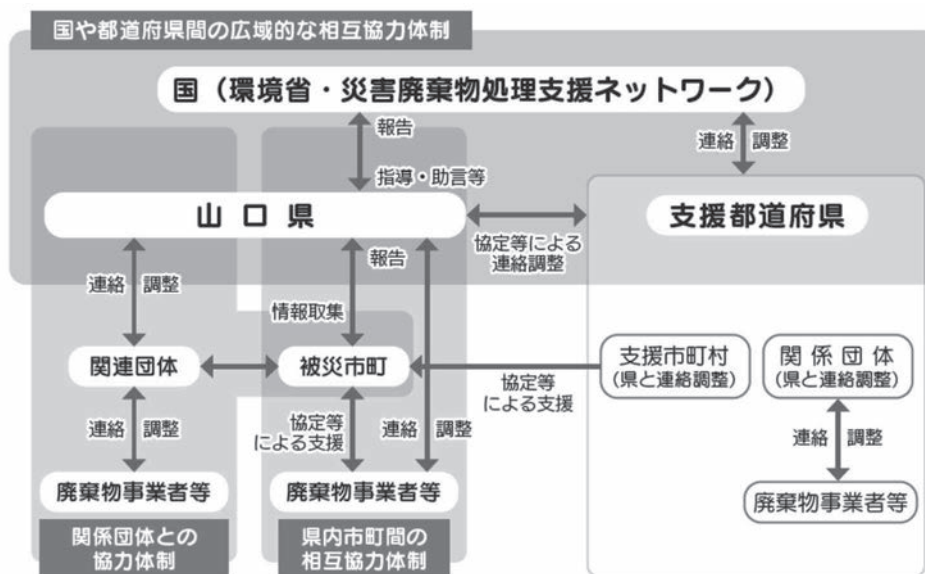 国や都道府県間の広域的な相互協力体制
国（環境省・災害廃棄物処理支援ネットワーク）
報告
指導・助言等
連絡 調整
山口県
支援都道府県
協定等による
連絡調整
連絡 調整
報告
情報取集
関連団体
被災市町
支援市町村
（県と連絡調整）
関係団体
（県と連絡調整）
協定等
による支援
連絡 調整
協定等
による支援
連絡 調整
連絡 調整
廃棄物事業者等
廃棄物事業者等
廃棄物事業者等
関係団体との
協力体制
県内市町間の
相互協力体制